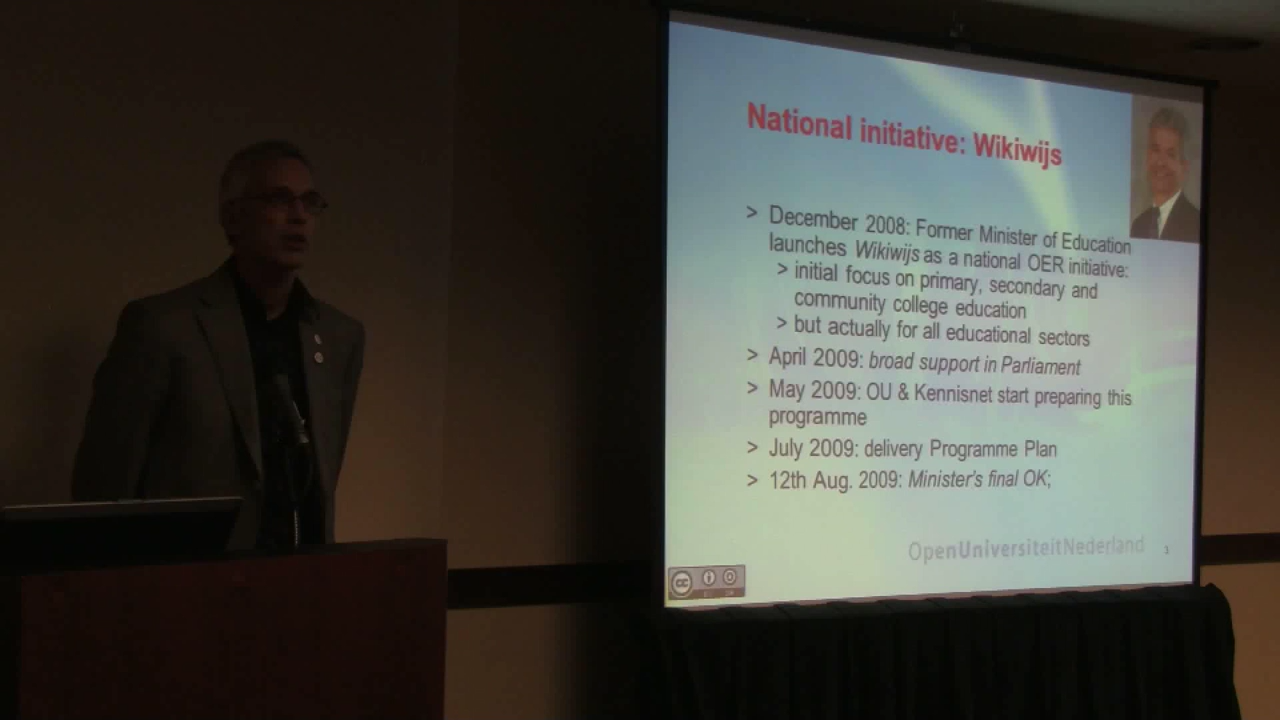 National initiative: Wikiwijs
> December 2008: Former Minister of Education
launches Wikiwijs as a national OER initiative:
> initial focus on primary, secondary and
community college education
> but actually for all educational sectors
> April 2009: broad support in Parliament
> May 2009: OU & Kennisnet start preparing this
programme
> July 2009: delivery Programme Plan
> 12th Aug. 2009: Minister's final OK;
OpenUniversiteitNederland
cc